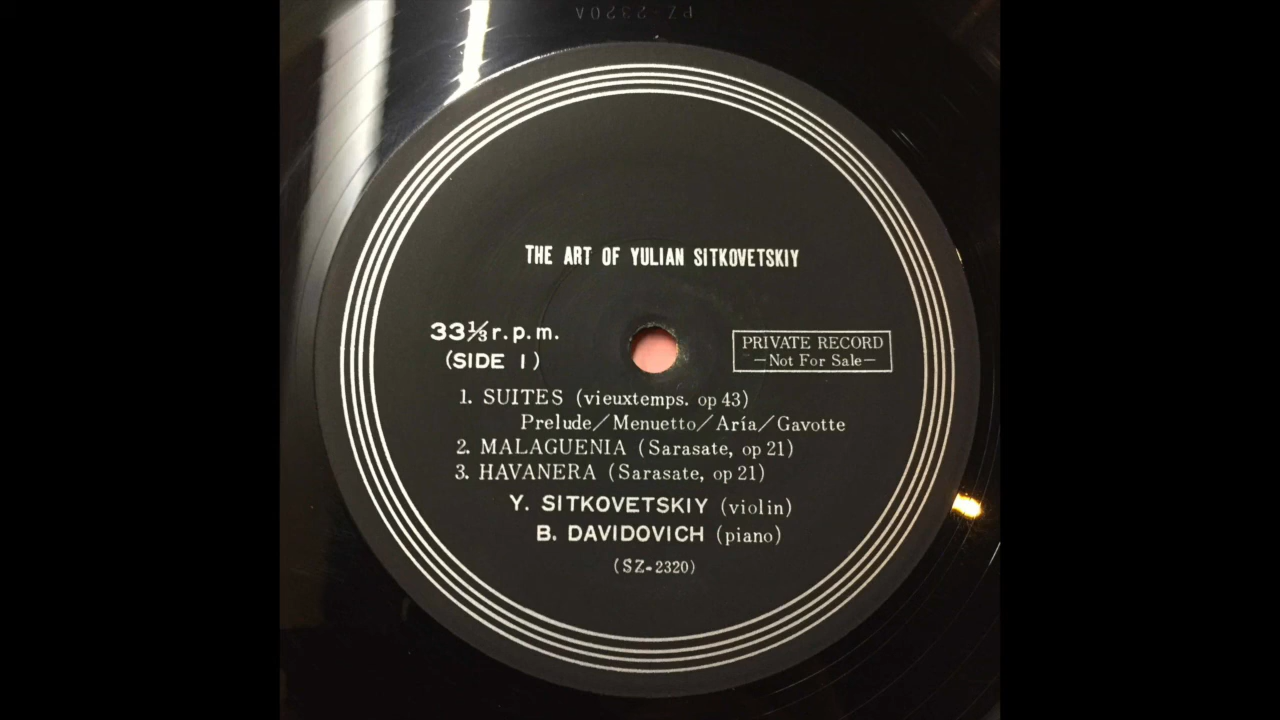 PZ-2320A
THE ART OF YULIAN SITKOVETSKIY
33⅓r.p.m.
(SIDE 1)
PRIVATE RECORD
—Not For Sale—
1. SUITES (vieuxtemps. op 43)
Prelude/Menuetto/Aría/Gavotte
2. MALAGUENIA (Sarasate, op 21)
3. HAVANERA (Sarasate, op 21)
Y. SITKOVETSKIY (violin)
B. DAVIDOVICH (piano)
(SZ-2320)